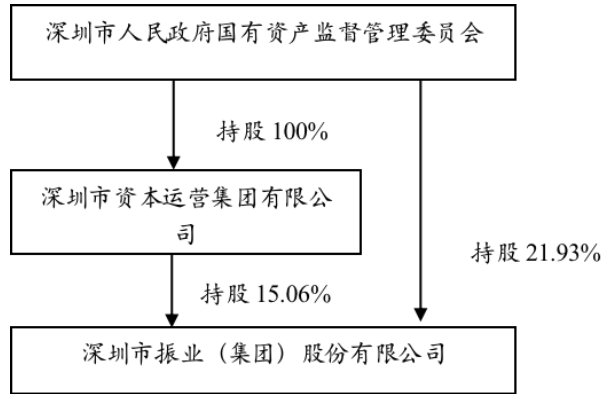 深圳市人民政府国有资产监督管理委员会
持股 100%
深圳市资本运营集团有限公
司
持股 21.93%
持股 15.06%
深圳市振业（集团）股份有限公司